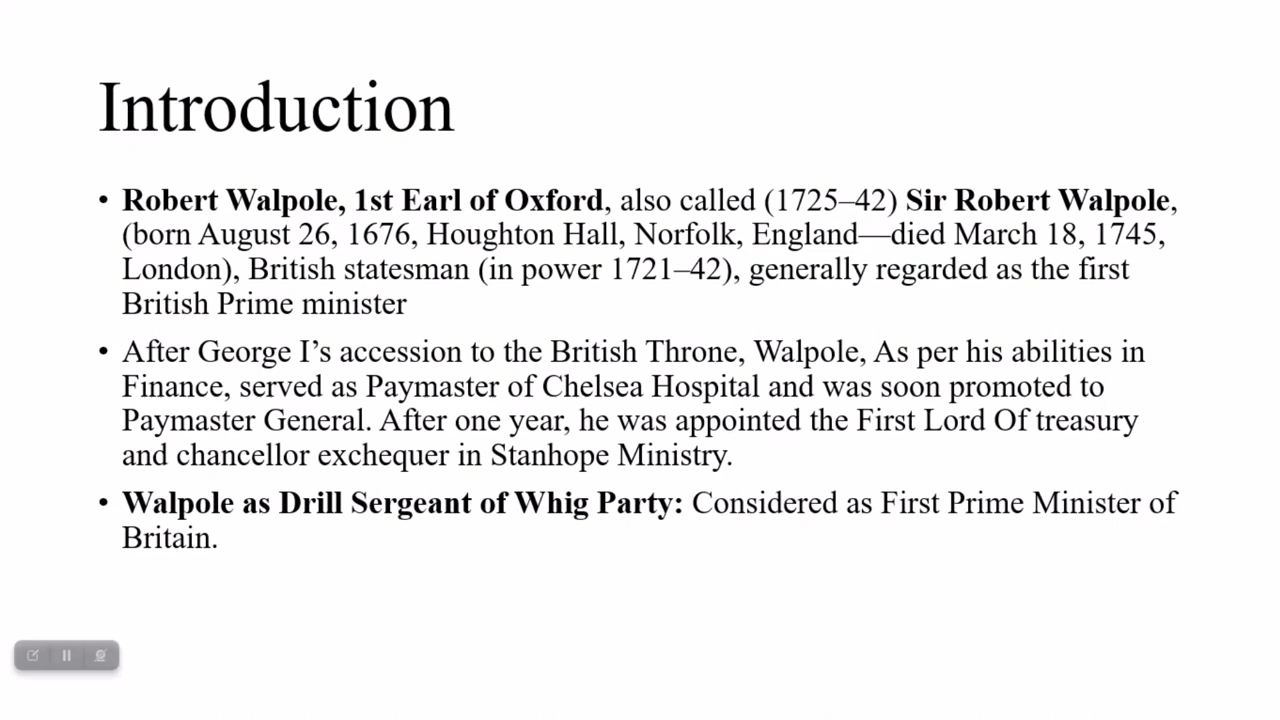 Introduction
• Robert Walpole, 1st Earl of Oxford, also called (1725–42) Sir Robert Walpole,
(born August 26, 1676, Houghton Hall, Norfolk, England—died March 18, 1745,
London), British statesman (in power 1721–42), generally regarded as the first
British Prime minister
• After George I’s accession to the British Throne, Walpole, As per his abilities in
Finance, served as Paymaster of Chelsea Hospital and was soon promoted to
Paymaster General. After one year, he was appointed the First Lord Of treasury
and chancellor exchequer in Stanhope Ministry.
• Walpole as Drill Sergeant of Whig Party: Considered as First Prime Minister of
Britain.